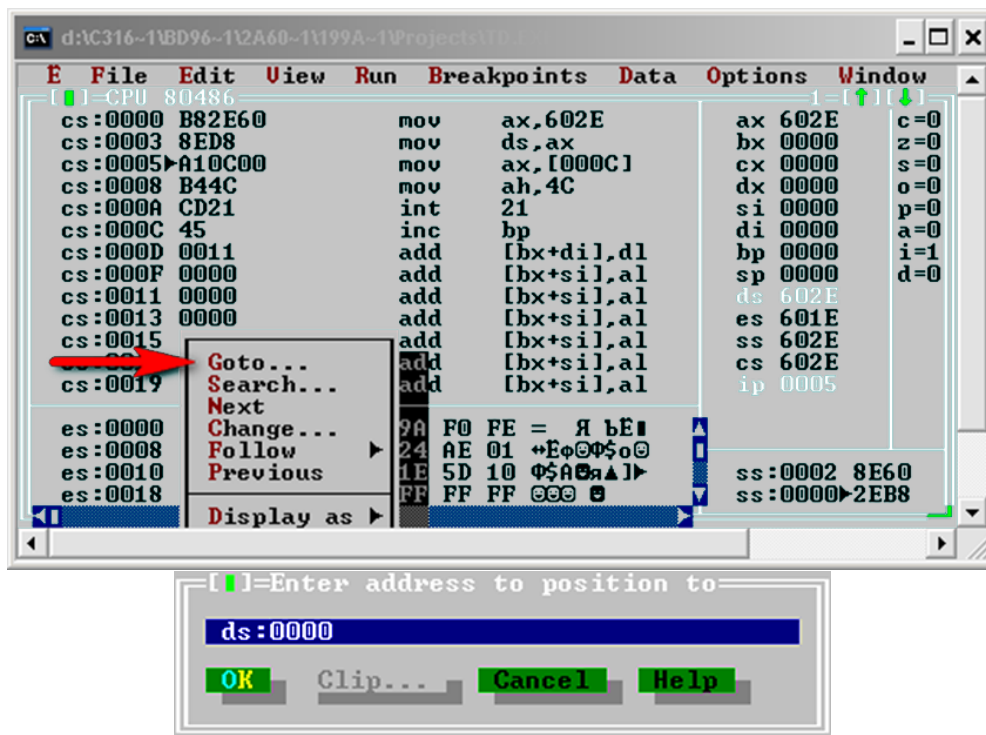 d:\C316~1\BD96~1\2A60~1\199A~1\Projects\TD.E
Ë File Edit View Run Breakpoints Data Options Window
[▮]=CPU 80486 1=[↑][↓]
cs:0000 B82E60 mov ax,602E ax 602E c=0
cs:0003 8ED8 mov ds,ax bx 0000 z=0
cs:0005►A10C00 mov ax,[000C] cx 0000 s=0
cs:0008 B44C mov ah,4C dx 0000 o=0
cs:000A CD21 int 21 si 0000 p=0
cs:000C 45 inc bp di 0000 a=0
cs:000D 0011 add [bx+di],dl bp 0000 i=1
cs:000F 0000 add [bx+si],al sp 0000 d=0
cs:0011 0000 add [bx+si],al ds 602E
cs:0013 0000 add [bx+si],al es 601E
cs:0015 add [bx+si],al ss 602E
Goto... add [bx+si],al cs 602E
cs:0019 Search... add [bx+si],al ip 0005
Next
es:0000 Change... 9A F0 FE = Я ЬË▮
es:0008 Follow ► 24 AE 01 ↔ËφΘΦ$o☺
es:0010 Previous 1E 5D 10 Φ$A☻я▲]► ss:0002 8E60
es:0018 FF FF FF ☺☺☺ ☻ ss:0000►2EB8
Display as ►
[▮]=Enter address to position to
ds:0000
OK Clip... Cancel Help